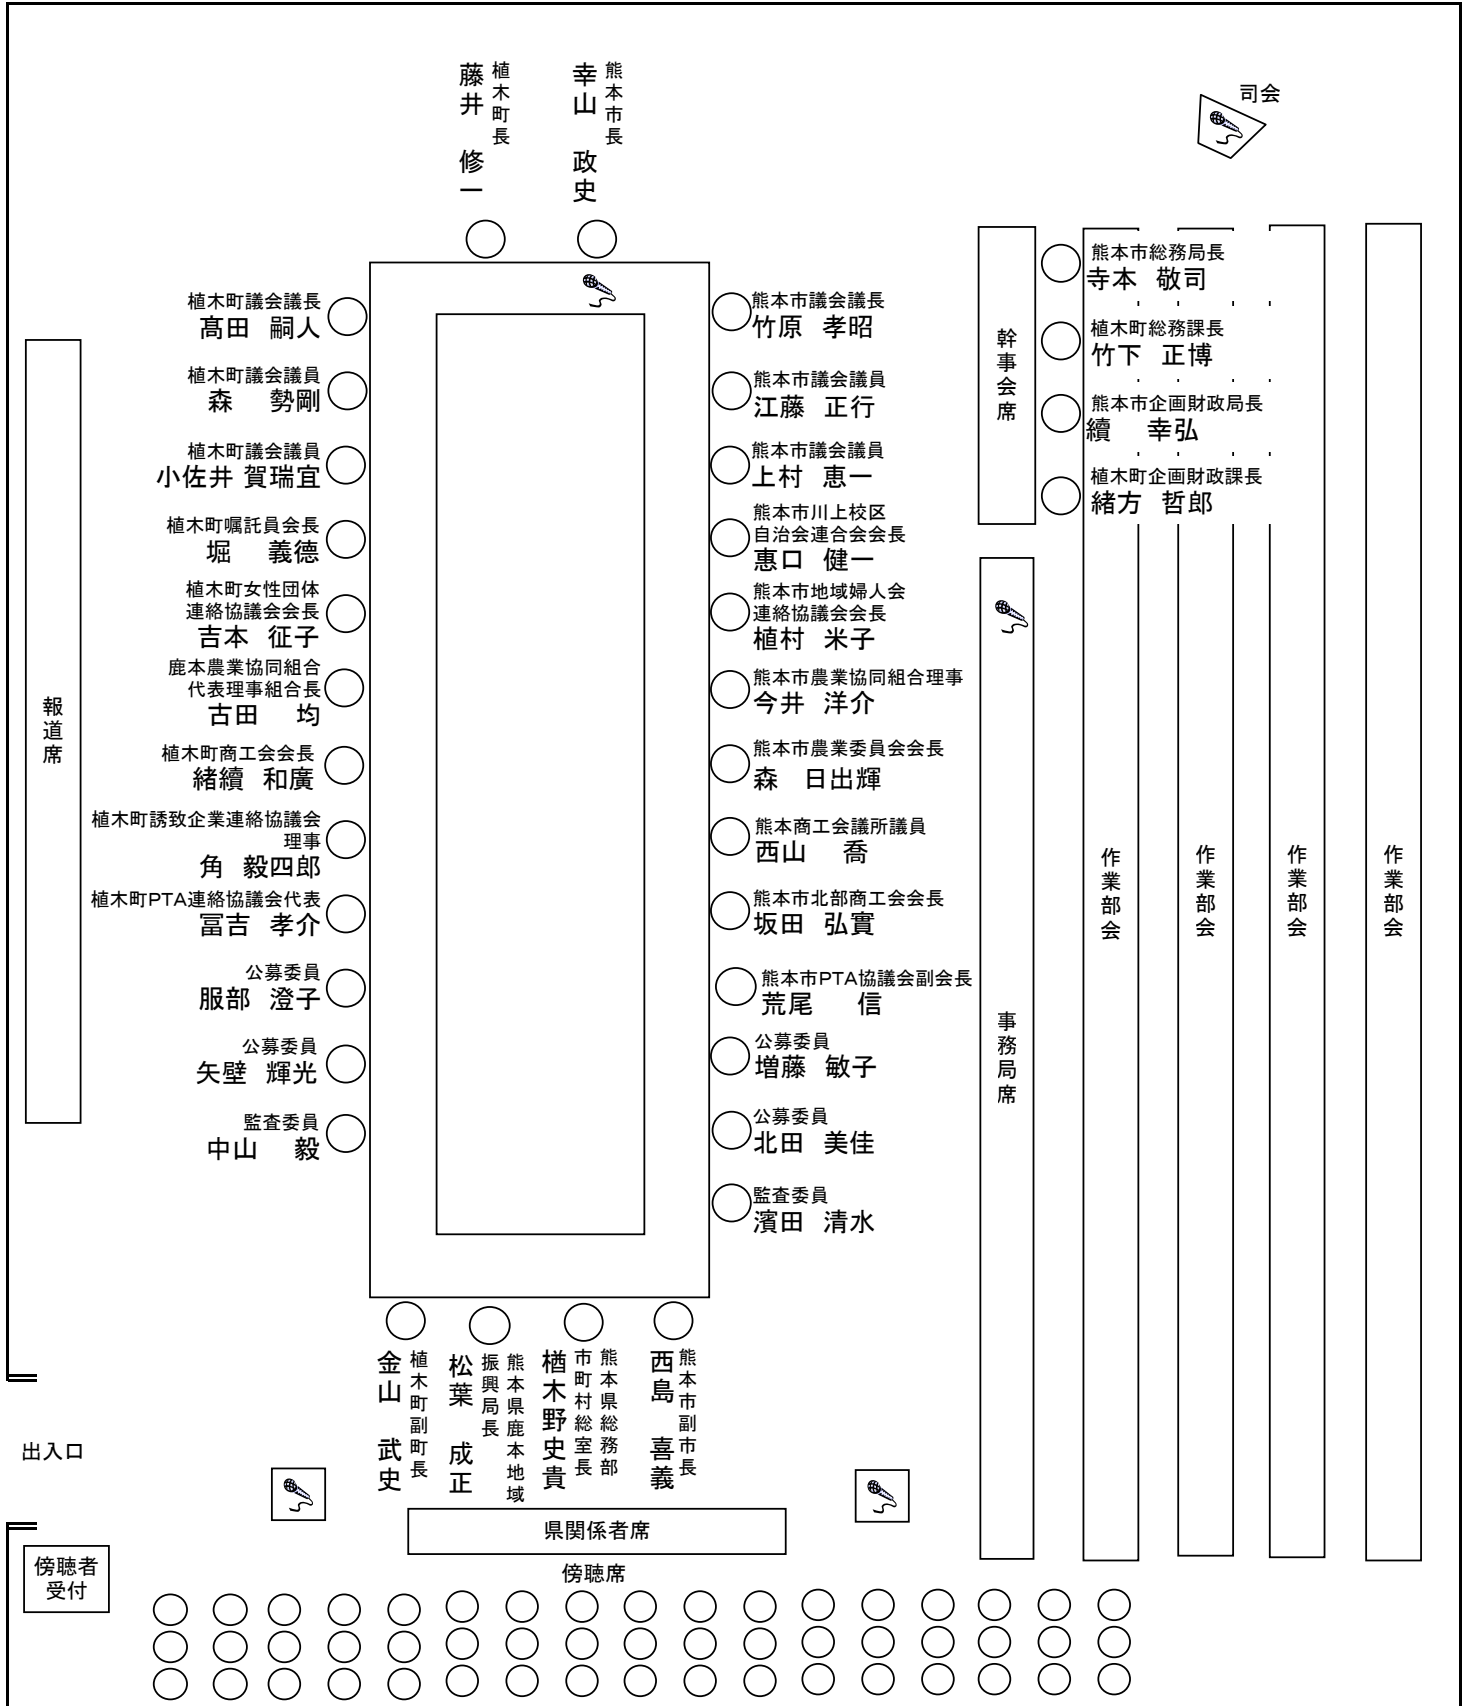 植木町長
藤井　修一
熊本市長
幸山　政史
司会
植木町議会議長
髙田　嗣人
植木町議会議員
森　勢剛
植木町議会議員
小佐井 賀瑞宜
植木町嘱託員会長
堀　義德
植木町女性団体
連絡協議会会長
吉本　征子
鹿本農業協同組合
代表理事組合長
古田　均
植木町商工会会長
緒續　和廣
植木町誘致企業連絡協議会
理事
角　毅四郎
植木町PTA連絡協議会代表
冨吉　孝介
公募委員
服部　澄子
公募委員
矢壁　輝光
監査委員
中山　毅
熊本市議会議長
竹原　孝昭
熊本市議会議員
江藤　正行
熊本市議会議員
上村　恵一
熊本市川上校区
自治会連合会会長
惠口　健一
熊本市地域婦人会
連絡協議会会長
植村　米子
熊本市農業協同組合理事
今井　洋介
熊本市農業委員会会長
森　日出輝
熊本商工会議所議員
西山　喬
熊本市北部商工会会長
坂田　弘實
熊本市PTA協議会副会長
荒尾　信
公募委員
増藤　敏子
公募委員
北田　美佳
監査委員
濱田　清水
幹事会席
熊本市総務局長
寺本　敬司
植木町総務課長
竹下　正博
熊本市企画財政局長
續　幸弘
植木町企画財政課長
緒方　哲郎
報道席
事務局席
作業部会
作業部会
作業部会
作業部会
植木町副町長
金山　武史
熊本県鹿本地域
振興局長
松葉　成正
熊本県総務部
市町村総室長
楢木野史貴
熊本市副市長
西島　喜義
出入口
県関係者席
傍聴席
傍聴者
受付